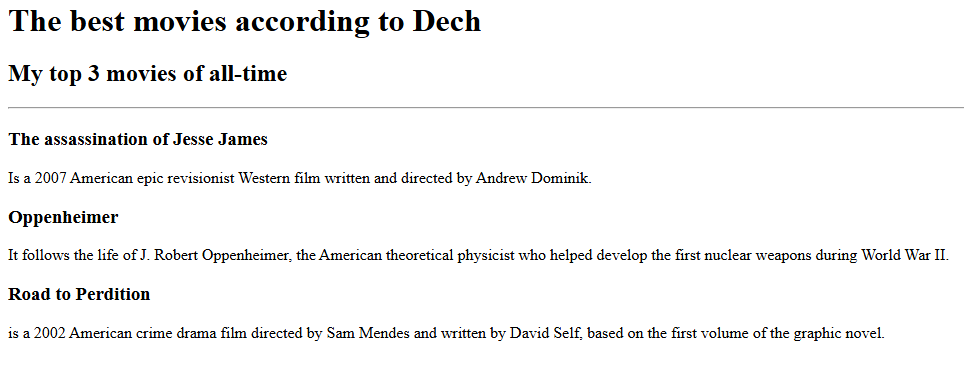 The best movies according to Dech
My top 3 movies of all-time
The assassination of Jesse James
Is a 2007 American epic revisionist Western film written and directed by Andrew Dominik.
Oppenheimer
It follows the life of J. Robert Oppenheimer, the American theoretical physicist who helped develop the first nuclear weapons during World War II.
Road to Perdition
is a 2002 American crime drama film directed by Sam Mendes and written by David Self, based on the first volume of the graphic novel.